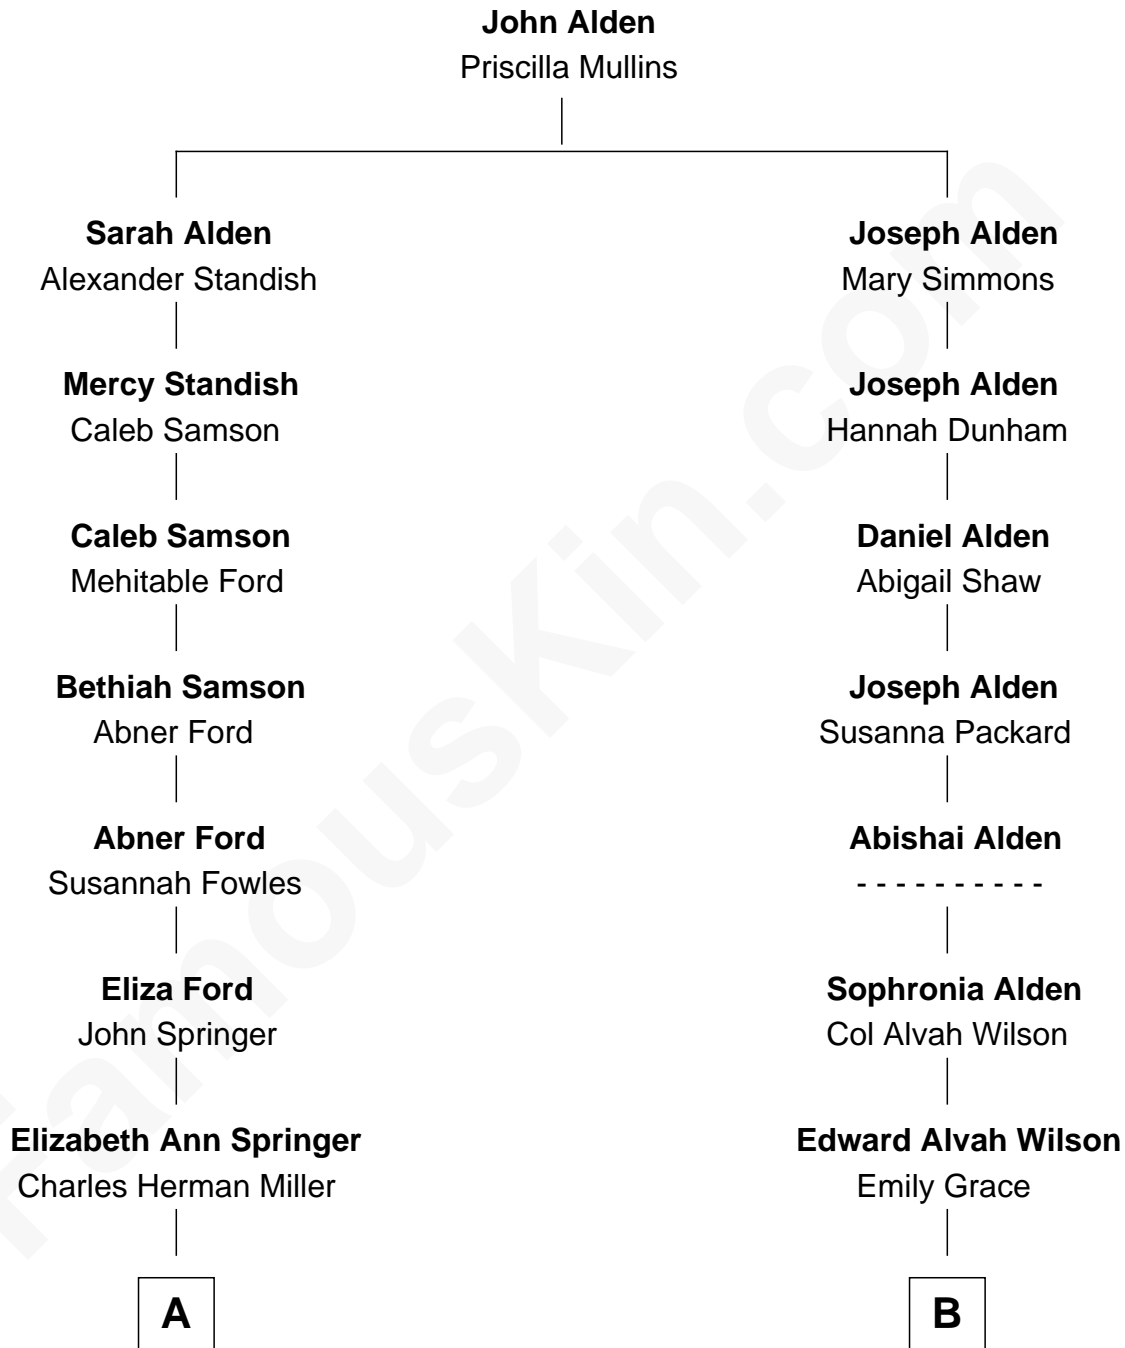 John Alden
Priscilla Mullins
Sarah Alden
Alexander Standish
Joseph Alden
Mary Simmons
Mercy Standish
Caleb Samson
Joseph Alden
Hannah Dunham
Caleb Samson
Mehitable Ford
Daniel Alden
Abigail Shaw
Bethiah Samson
Abner Ford
Joseph Alden
Susanna Packard
Abner Ford
Susannah Fowles
Abishai Alden
- - - - - - - - - -
Eliza Ford
John Springer
Sophronia Alden
Col Alvah Wilson
Elizabeth Ann Springer
Charles Herman Miller
Edward Alvah Wilson
Emily Grace
A
B
FamousKin.com